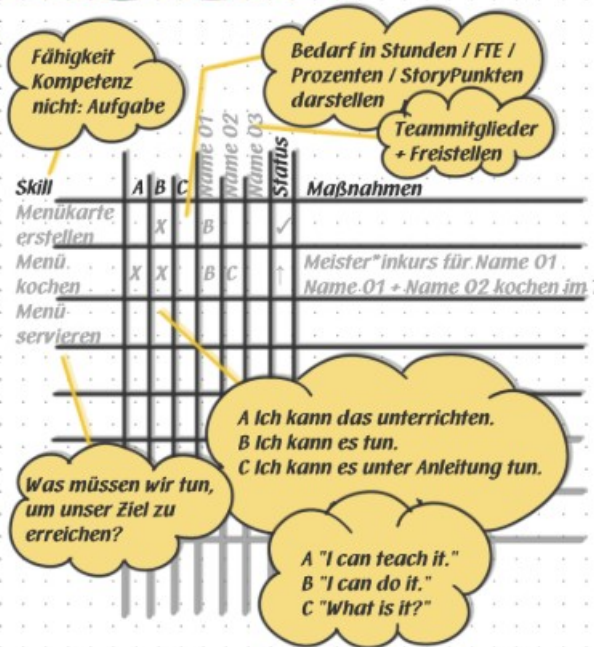 Fähigkeit
Kompetenz
nicht: Aufgabe
Bedarf in Stunden / FTE /
Prozenten / StoryPunkten
darstellen
Teammitglieder
+ Freistellen
Skill A B C Name 01 Name 02 Name 03 Status Maßnahmen
Menükarte
erstellen X B ✓
Menü
kochen X X B C ↑ Meister*inkurs für Name 01
Name 01 + Name 02 kochen im
Menü
servieren
A Ich kann das unterrichten.
B Ich kann es tun.
C Ich kann es unter Anleitung tun.
Was müssen wir tun,
um unser Ziel zu
erreichen?
A "I can teach it."
B "I can do it."
C "What is it?"